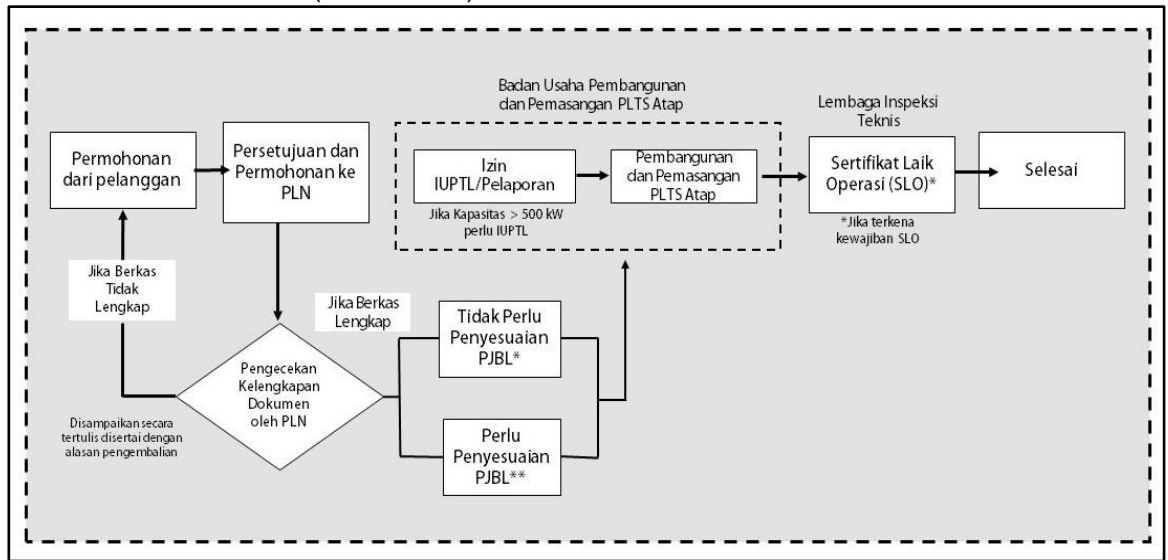 Badan Usaha Pembangunan
dan Pemasangan PLTS Atap
Lembaga Inspeksi
Teknis
Permohonan
dari pelanggan
Persetujuan dan
Permohonan ke
PLN
Izin
IUPTL/Pelaporan
Jika Kapasitas > 500 kW
perlu IUPTL
Pembangunan
dan Pemasangan
PLTS Atap
Sertifikat Laik
Operasi (SLO)*
*Jika terkena
kewajiban SLO
Selesai
Jika Berkas
Tidak
Lengkap
Jika Berkas
Lengkap
Pengecekan
Kelengkapan
Dokumen
oleh PLN
Tidak Perlu
Penyesuaian
PJBL*
Perlu
Penyesuaian
PJBL**
Disampaikan secara
tertulis disertai dengan
alasan pengembalian